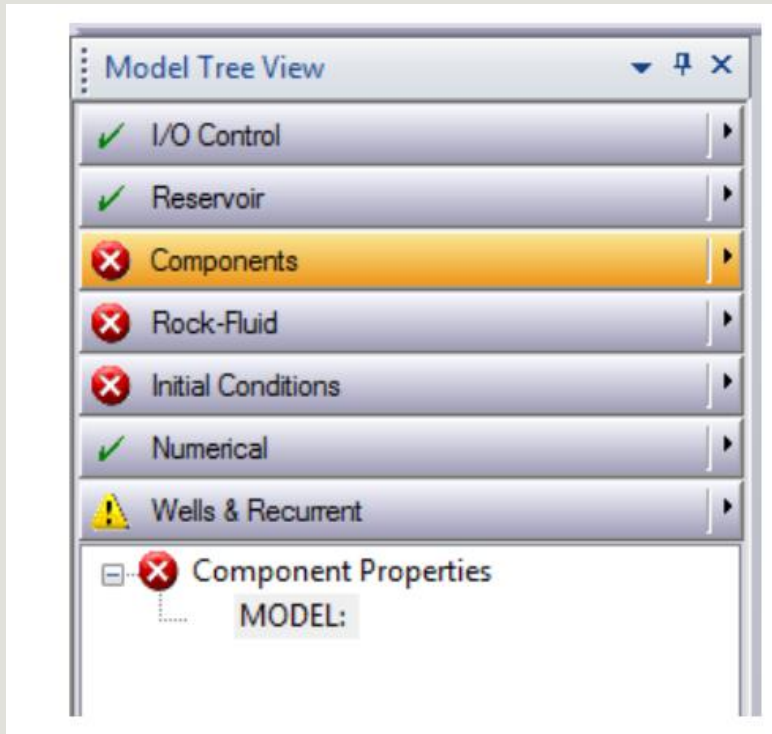 Model Tree View
I/O Control
Reservoir
Components
Rock-Fluid
Initial Conditions
Numerical
Wells & Recurrent
Component Properties
MODEL: